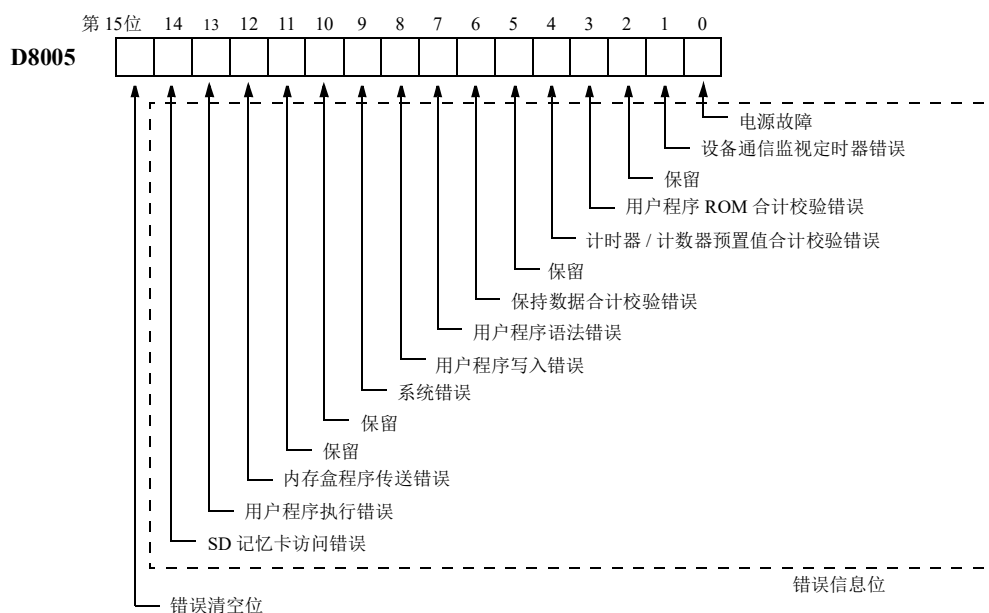 第 15位 14 13 12 11 10 9 8 7 6 5 4 3 2 1 0
D8005
电源故障
设备通信监视定时器错误
保留
用户程序 ROM 合计校验错误
计时器 / 计数器预置值合计校验错误
保留
保持数据合计校验错误
用户程序语法错误
用户程序写入错误
系统错误
保留
保留
内存盒程序传送错误
用户程序执行错误
SD 记忆卡访问错误
错误信息位
错误清空位